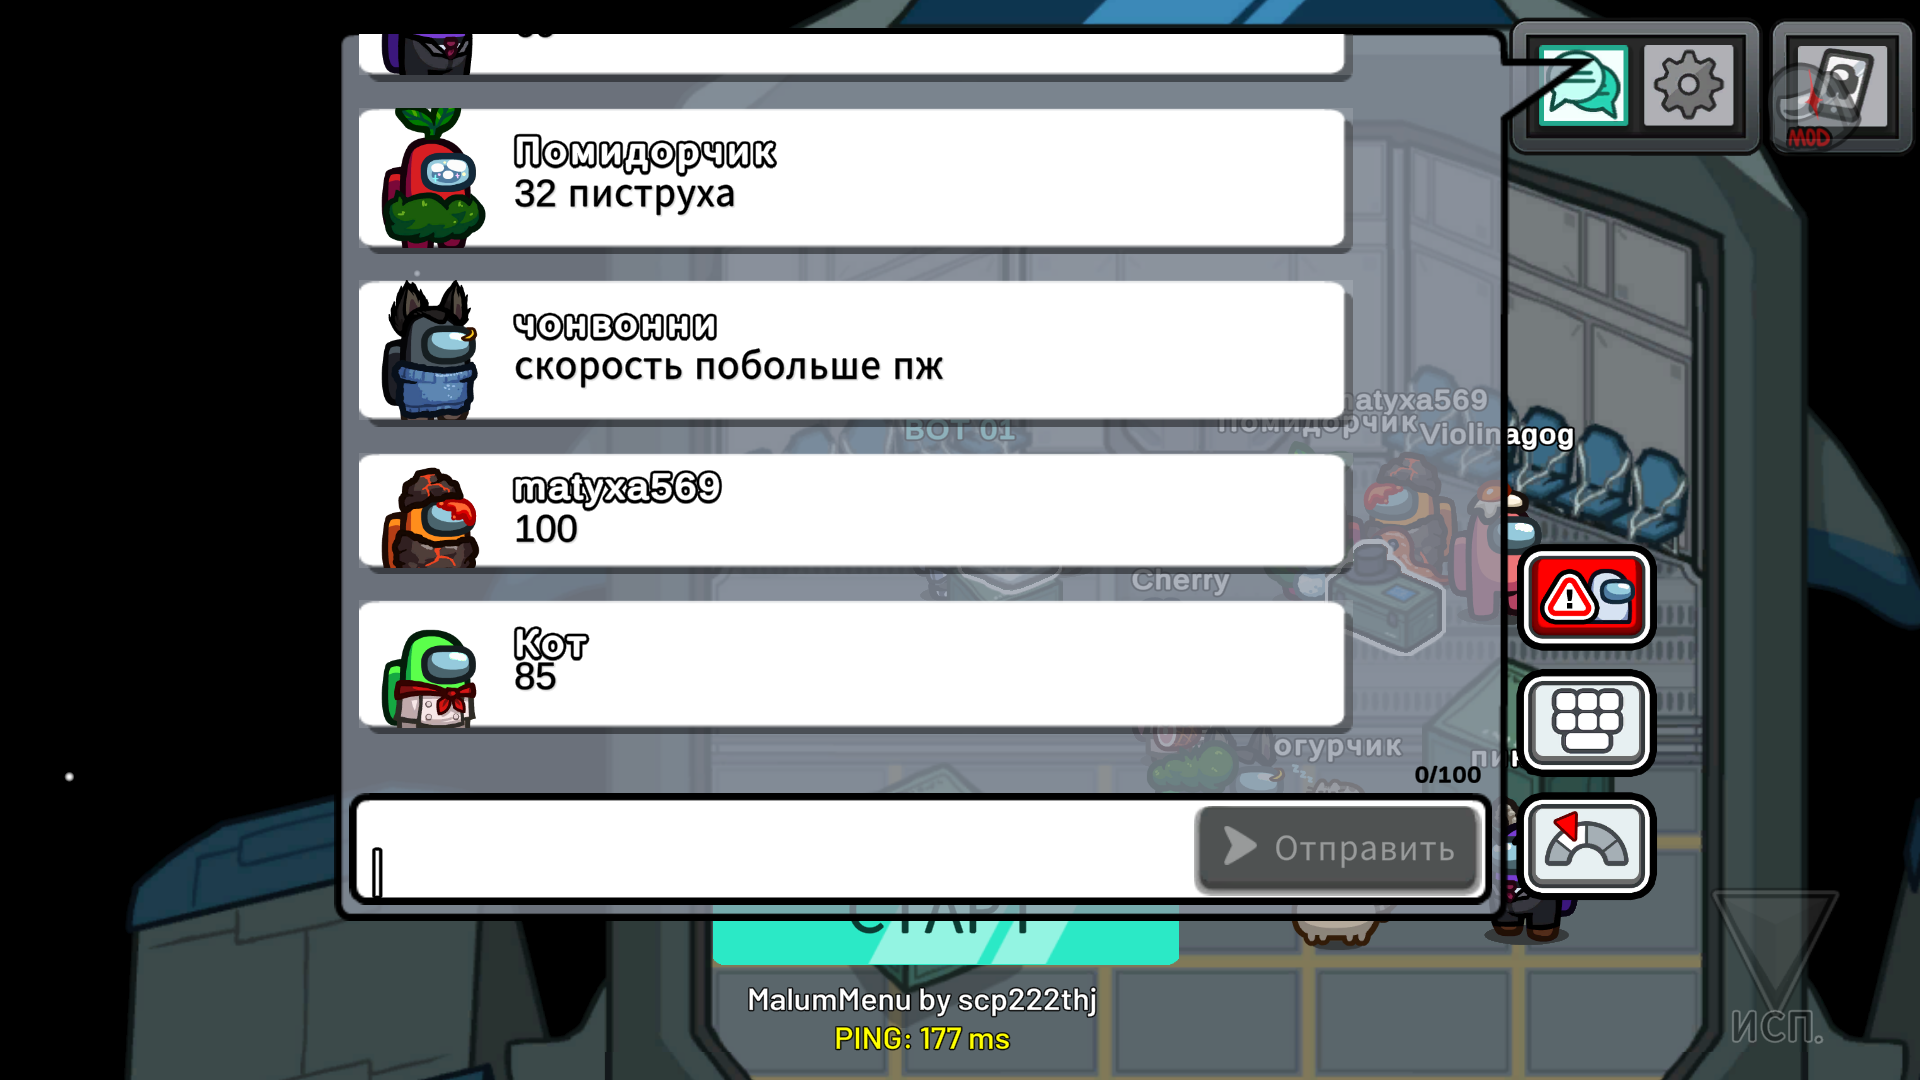 Помидорчик
32 пиструха
чонвонни
скорость побольше пж
matyxa569
100
Кот
85
BOT 01
matyxa569
Помидорчик
Violinagog
Cherry
огурчик
0/100
Отправить
СТАРТ
MalumMenu by scp222thj
PING: 177 ms
MOD
ИСП.